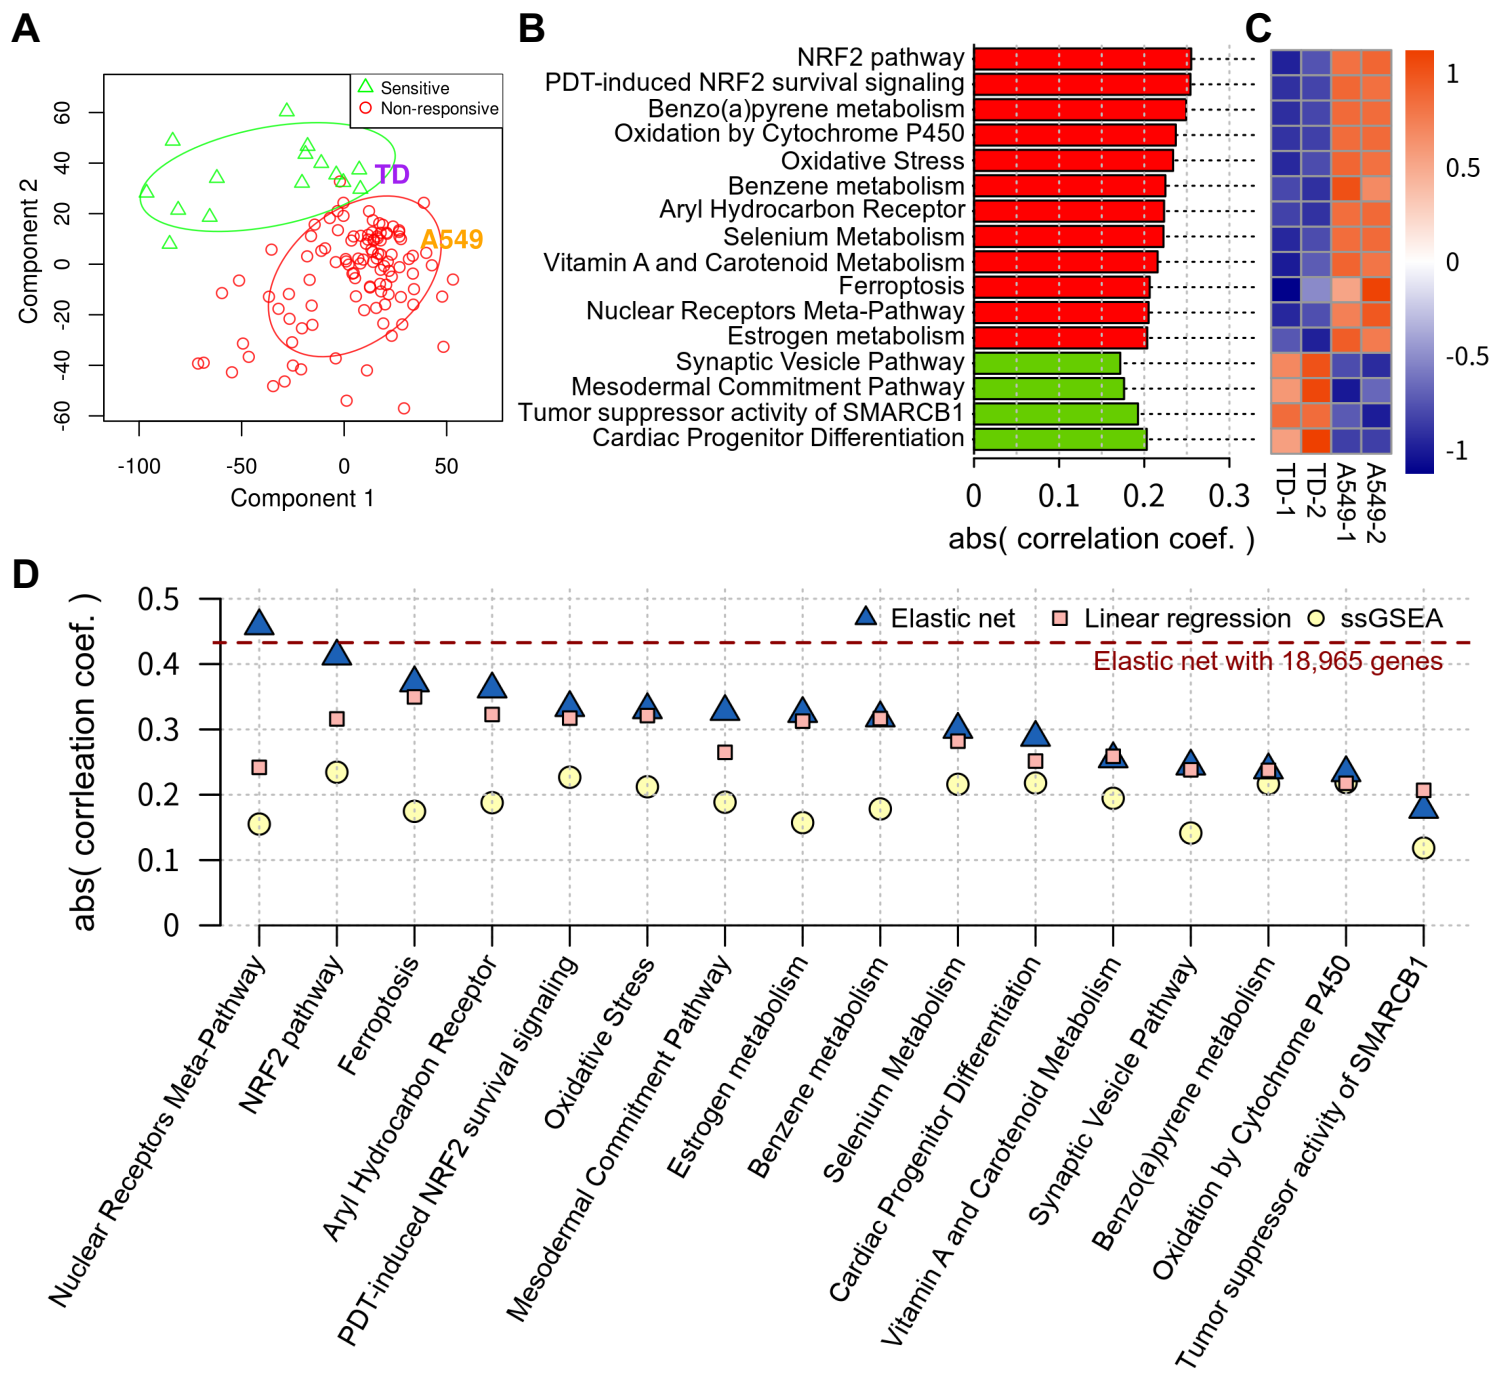 A
Sensitive
Non-responsive
TD
A549
60
40
20
0
-20
-40
-60
Component 2
-100
-50
0
50
Component 1
B
NRF2 pathway
PDT-induced NRF2 survival signaling
Benzo(a)pyrene metabolism
Oxidation by Cytochrome P450
Oxidative Stress
Benzene metabolism
Aryl Hydrocarbon Receptor
Selenium Metabolism
Vitamin A and Carotenoid Metabolism
Ferroptosis
Nuclear Receptors Meta-Pathway
Estrogen metabolism
Synaptic Vesicle Pathway
Mesodermal Commitment Pathway
Tumor suppressor activity of SMARCB1
Cardiac Progenitor Differentiation
0
0.1
0.2
0.3
abs( correlation coef. )
C
TD-1
TD-2
A549-1
A549-2
1
0.5
0
-0.5
-1
D
abs( corrleation coef. )
0.5
0.4
0.3
0.2
0.1
0
Elastic net
Linear regression
ssGSEA
Elastic net with 18,965 genes
Nuclear Receptors Meta-Pathway
NRF2 pathway
Ferroptosis
Aryl Hydrocarbon Receptor
PDT-induced NRF2 survival signaling
Oxidative Stress
Mesodermal Commitment Pathway
Estrogen metabolism
Benzene metabolism
Selenium Metabolism
Cardiac Progenitor Differentiation
Vitamin A and Carotenoid Metabolism
Synaptic Vesicle Pathway
Benzo(a)pyrene metabolism
Oxidation by Cytochrome P450
Tumor suppressor activity of SMARCB1